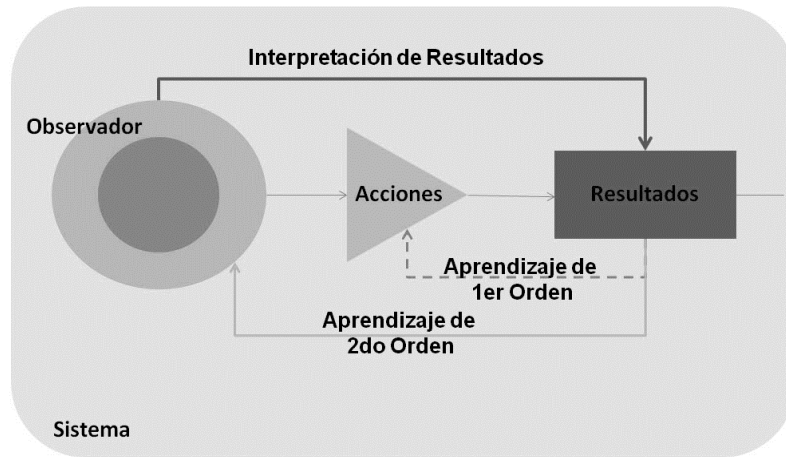 Interpretación de Resultados
Observador
Acciones
Resultados
Aprendizaje de
1er Orden
Aprendizaje de
2do Orden
Sistema